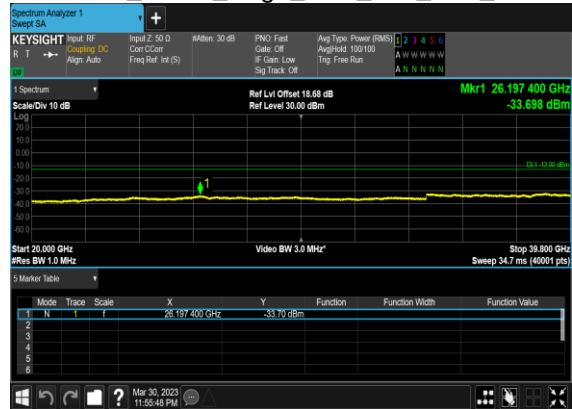 Spectrum Analyzer 1
Swept SA
+
KEYSIGHT Input: RF Input Z: 50 Ω #Atten: 30 dB PNO: Fast Avg Type: Power (RMS) 1 2 3 4 5 6
R T Coupling: DC Corr CCorr Gate: Off Avg|Hold: 100/100 A W W W W W
Align: Auto Freq Ref: Int (S) IF Gain: Low Trig: Free Run A N N N N N
Sig Track: Off
1 Spectrum Ref Lvl Offset 18.68 dB Mkr1 26.197 400 GHz
Scale/Div 10 dB Ref Level 30.00 dBm -33.698 dBm
Log
20.0
10.0
0.00
-10.0 DL1 -13.00 dBm
-20.0
-30.0 1
-40.0
-50.0
-60.0
Start 20.000 GHz Video BW 3.0 MHz* Stop 39.800 GHz
#Res BW 1.0 MHz Sweep 34.7 ms (40001 pts)
5 Marker Table
Mode Trace Scale X Y Function Function Width Function Value
1 N 1 f 26.197 400 GHz -33.70 dBm
2
3
4
5
6
? Mar 30, 2023
11:55:48 PM